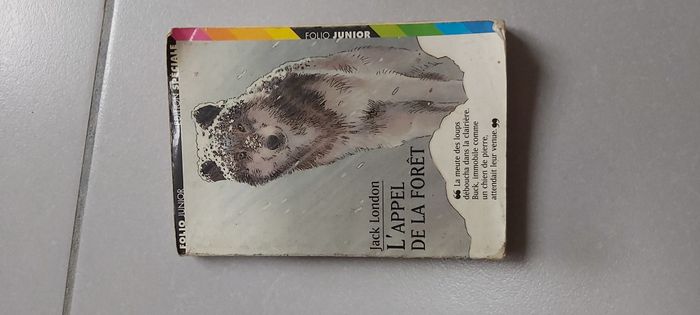 FOLIO JUNIOR
ÉDITION SPÉCIALE
FOLIO JUNIOR
Jack London
L'APPEL
DE LA FORÊT
❝ La meute des loups
déboucha dans la clairière.
Buck, immobile comme
un chien de pierre,
attendait leur venue. ❞